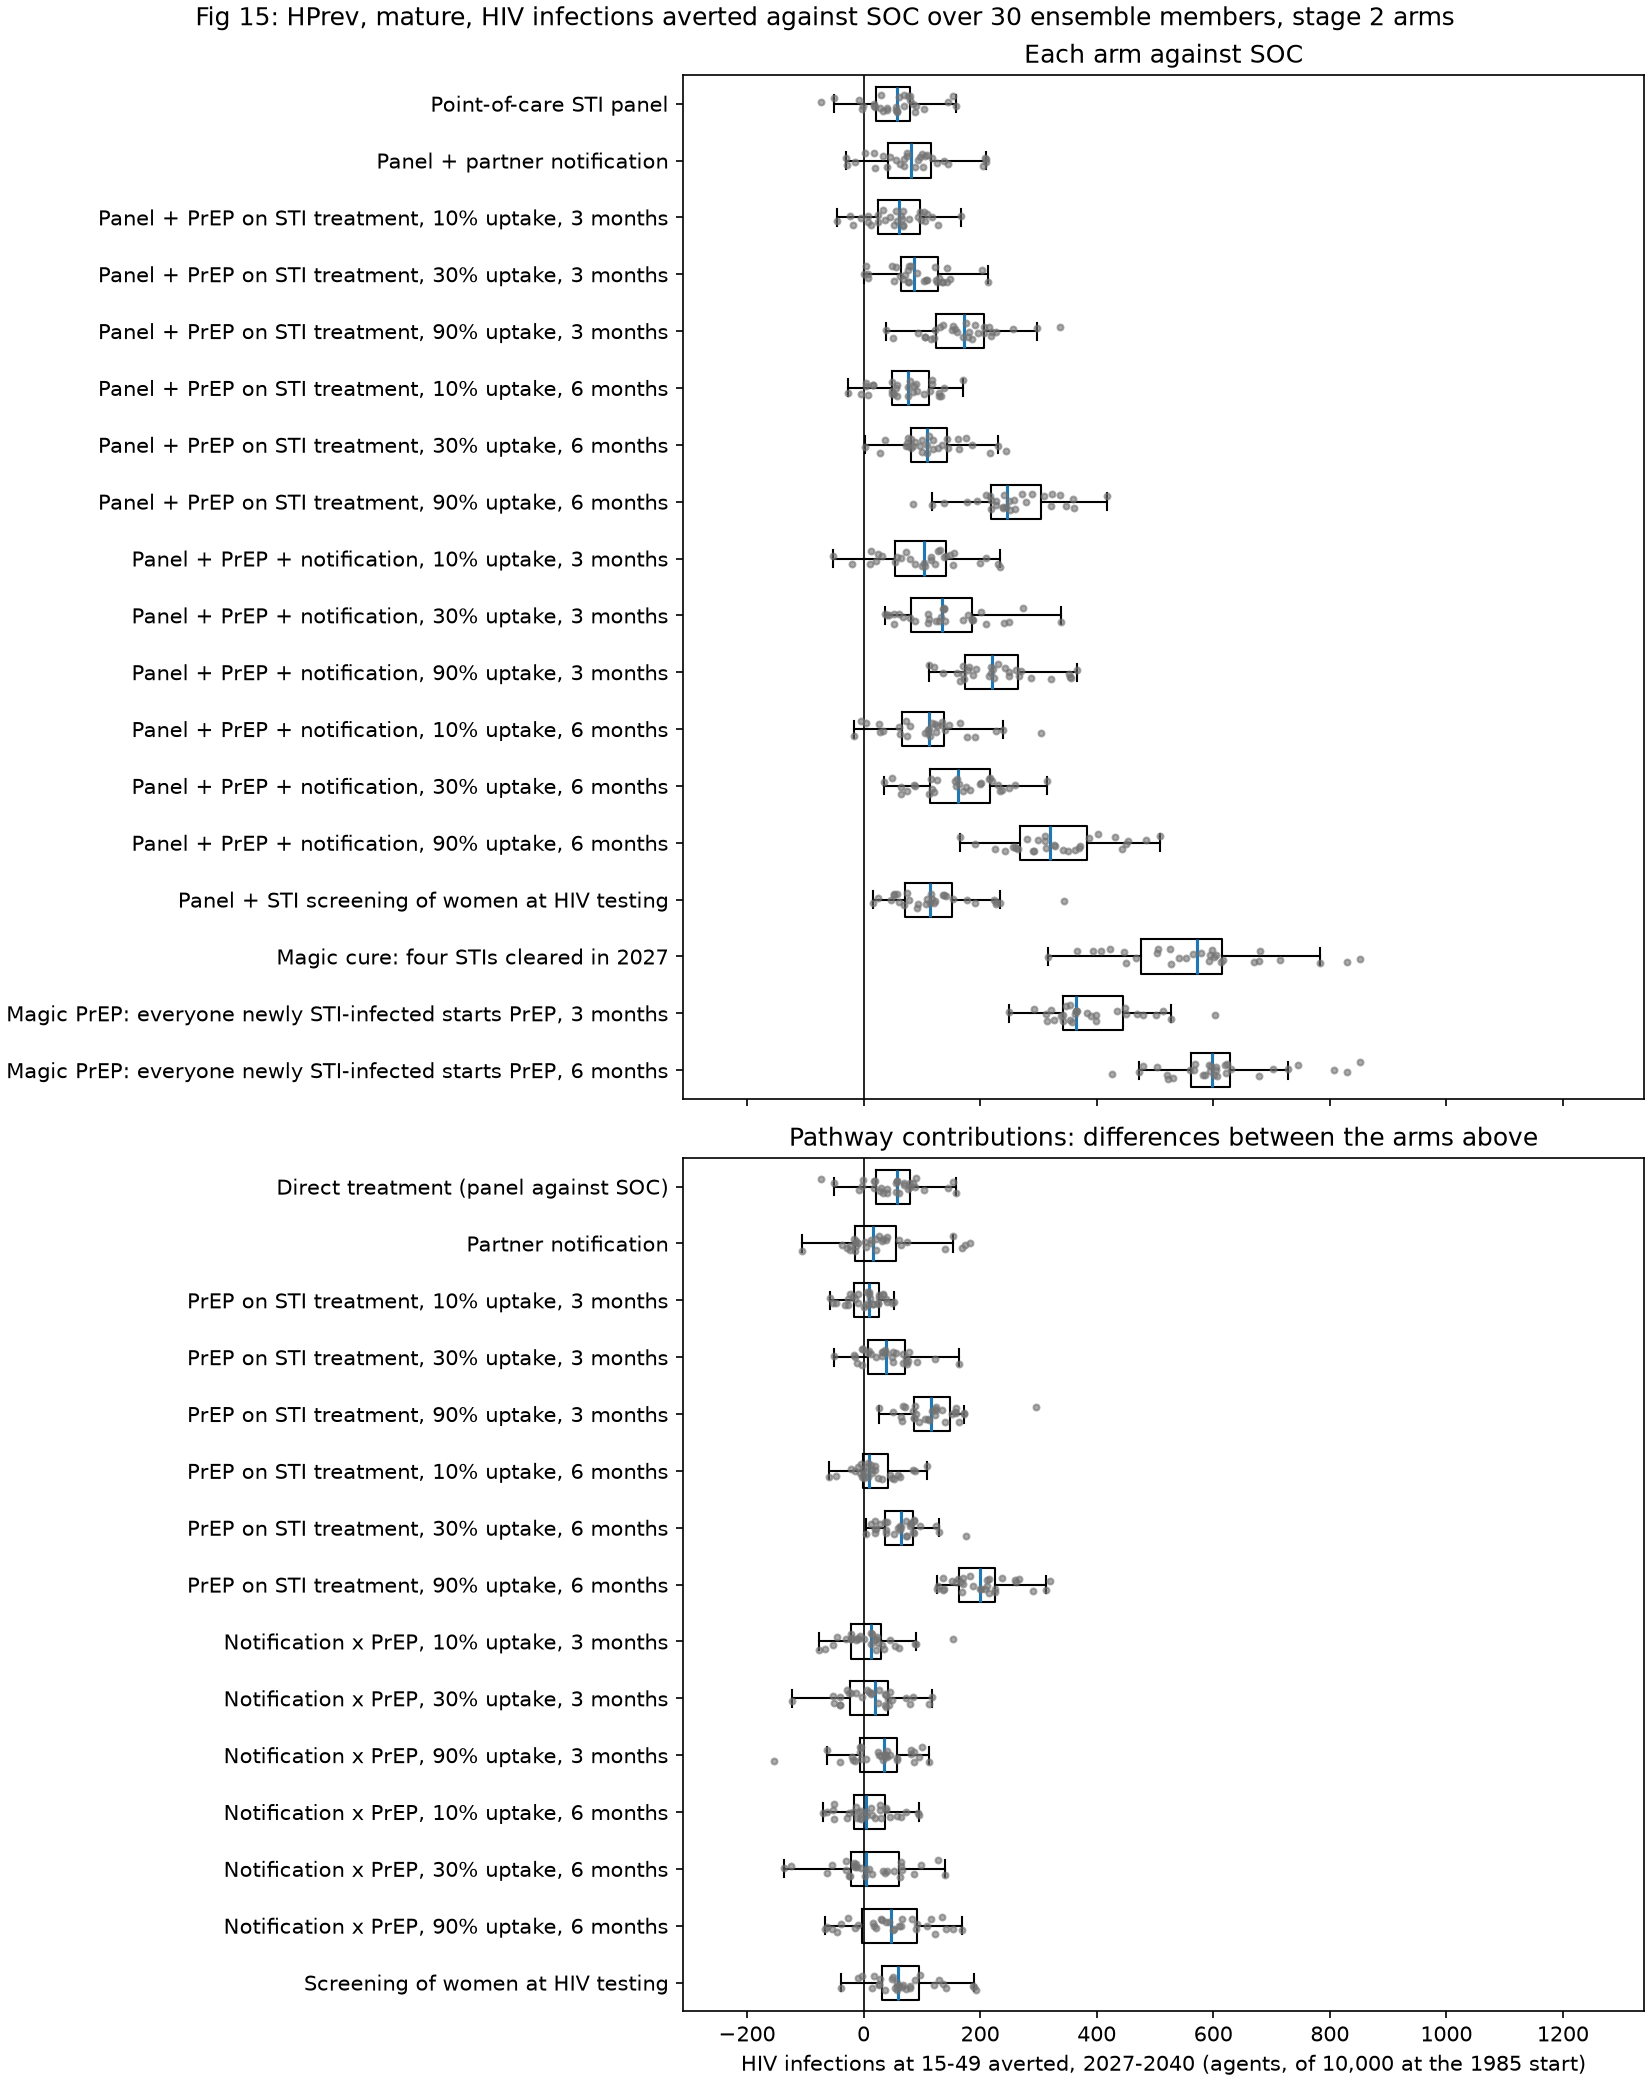 Fig 15: HPrev, mature, HIV infections averted against SOC over 30 ensemble members, stage 2 arms
Each arm against SOC
Point-of-care STI panel
Panel + partner notification
Panel + PrEP on STI treatment, 10% uptake, 3 months
Panel + PrEP on STI treatment, 30% uptake, 3 months
Panel + PrEP on STI treatment, 90% uptake, 3 months
Panel + PrEP on STI treatment, 10% uptake, 6 months
Panel + PrEP on STI treatment, 30% uptake, 6 months
Panel + PrEP on STI treatment, 90% uptake, 6 months
Panel + PrEP + notification, 10% uptake, 3 months
Panel + PrEP + notification, 30% uptake, 3 months
Panel + PrEP + notification, 90% uptake, 3 months
Panel + PrEP + notification, 10% uptake, 6 months
Panel + PrEP + notification, 30% uptake, 6 months
Panel + PrEP + notification, 90% uptake, 6 months
Panel + STI screening of women at HIV testing
Magic cure: four STIs cleared in 2027
Magic PrEP: everyone newly STI-infected starts PrEP, 3 months
Magic PrEP: everyone newly STI-infected starts PrEP, 6 months
Pathway contributions: differences between the arms above
Direct treatment (panel against SOC)
Partner notification
PrEP on STI treatment, 10% uptake, 3 months
PrEP on STI treatment, 30% uptake, 3 months
PrEP on STI treatment, 90% uptake, 3 months
PrEP on STI treatment, 10% uptake, 6 months
PrEP on STI treatment, 30% uptake, 6 months
PrEP on STI treatment, 90% uptake, 6 months
Notification x PrEP, 10% uptake, 3 months
Notification x PrEP, 30% uptake, 3 months
Notification x PrEP, 90% uptake, 3 months
Notification x PrEP, 10% uptake, 6 months
Notification x PrEP, 30% uptake, 6 months
Notification x PrEP, 90% uptake, 6 months
Screening of women at HIV testing
−200 0 200 400 600 800 1000 1200
HIV infections at 15-49 averted, 2027-2040 (agents, of 10,000 at the 1985 start)